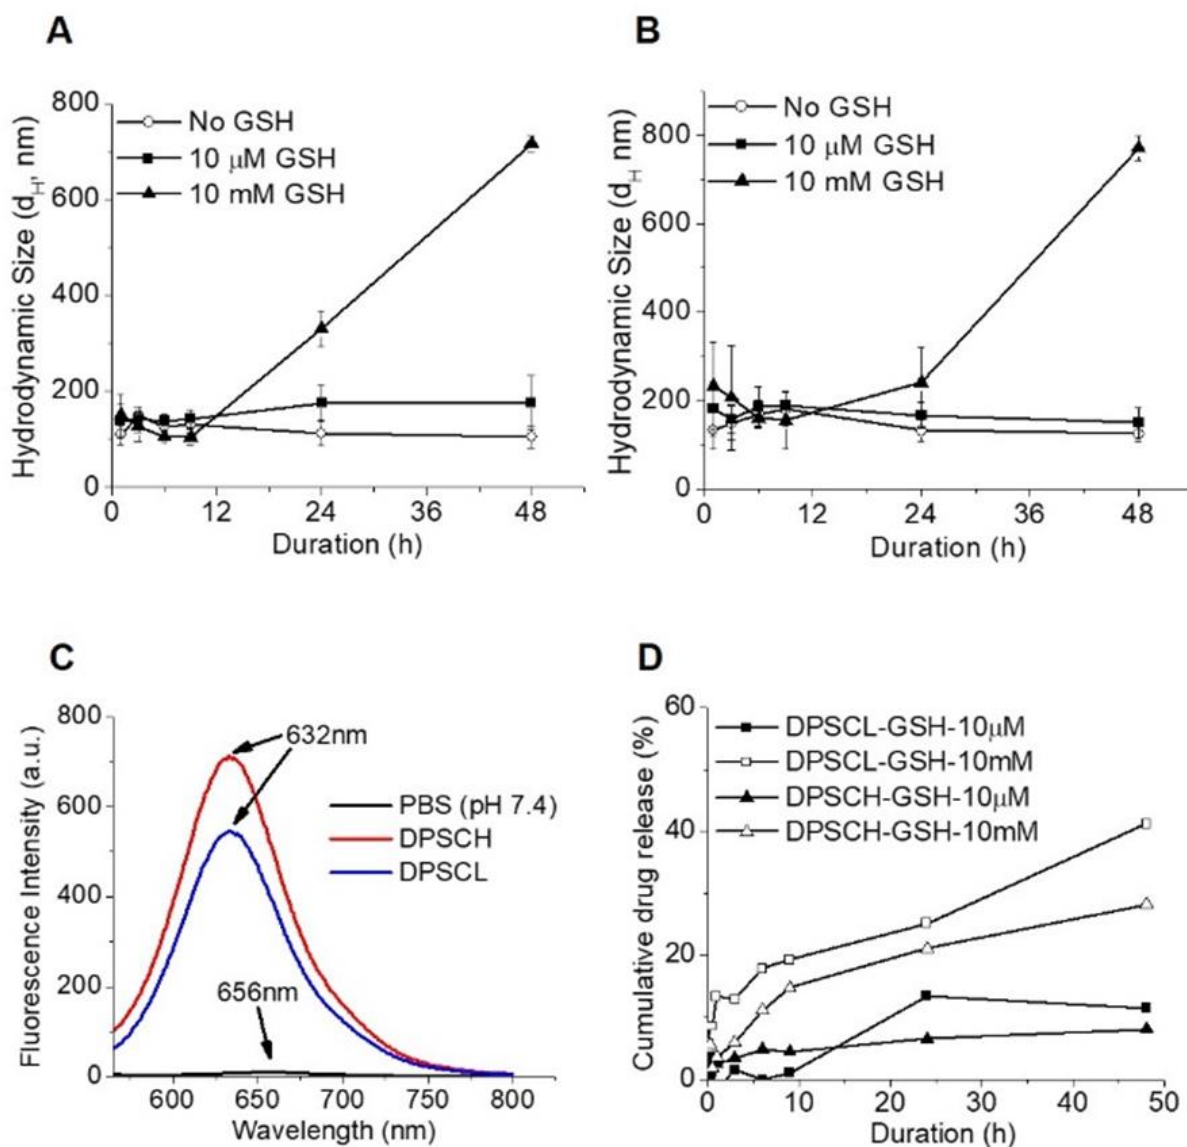 A
Hydrodynamic Size (d_H, nm)
800
600
400
200
0
No GSH
10 μM GSH
10 mM GSH
0 12 24 36 48
Duration (h)
B
Hydrodynamic Size (d_H nm)
800
600
400
200
0
No GSH
10 μM GSH
10 mM GSH
0 12 24 36 48
Duration (h)
C
Fluorescence Intensity (a.u.)
800
600
400
200
0
632nm
PBS (pH 7.4)
DPSCH
DPSCL
656nm
600 650 700 750 800
Wavelength (nm)
D
Cumulative drug release (%)
60
40
20
0
DPSCL-GSH-10μM
DPSCL-GSH-10mM
DPSCH-GSH-10μM
DPSCH-GSH-10mM
0 10 20 30 40 50
Duration (h)